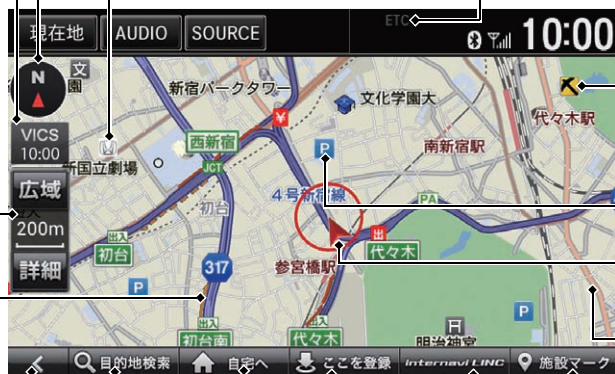 現在地 AUDIO SOURCE ETC 10:00
N
文
園
新宿パークタワー
文化学園大
代々木駅
VICS
10:00
¥
西新宿
P
南新宿駅
新国立劇場
JCT
広域
4号新宿線
初台
PA
200m
出入
初台
出
代々木
詳細
317
参宮橋駅
P
P
出入
初台南
出入
代々木
明治神宮
目的地検索 自宅へ ここを登録 internavi LINC 施設マーク